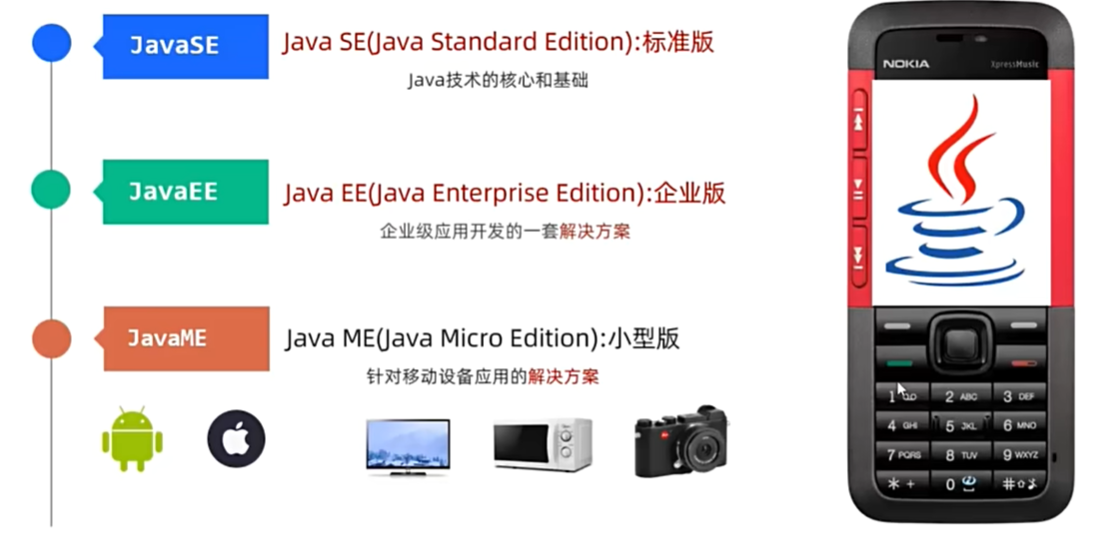 JavaSE
Java SE(Java Standard Edition):标准版
Java技术的核心和基础
JavaEE
Java EE(Java Enterprise Edition):企业版
企业级应用开发的一套解决方案
JavaME
Java ME(Java Micro Edition):小型版
针对移动设备应用的解决方案
NOKIA XpressMusic
1 2 ABC 3 DEF
4 GHI 5 JKL 6 MNO
7 PQRS 8 TUV 9 WXYZ
* + 0 #